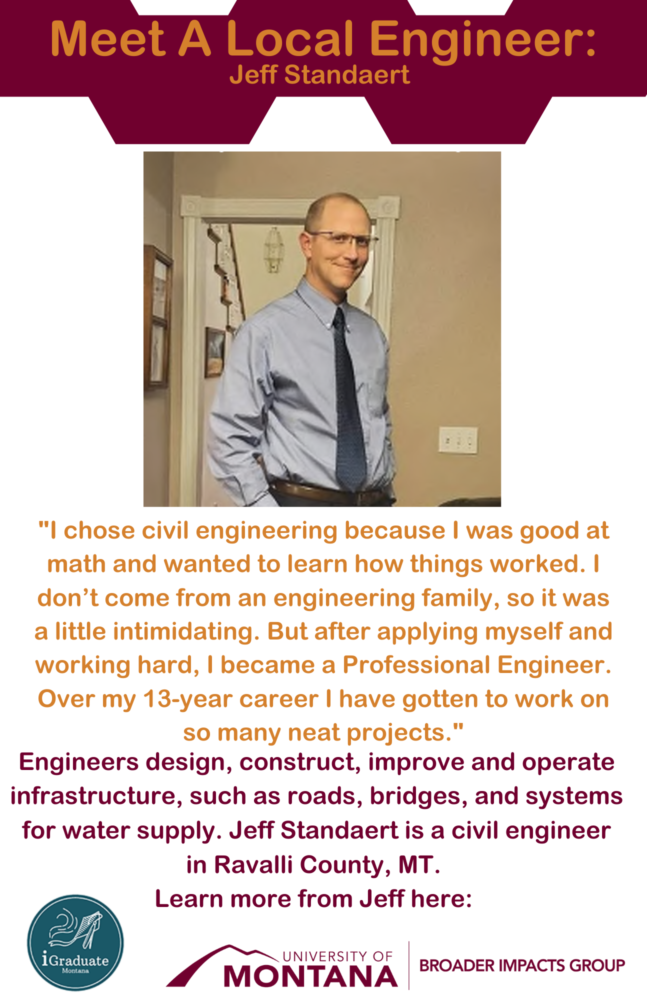 Meet A Local Engineer:
Jeff Standaert
"I chose civil engineering because I was good at
math and wanted to learn how things worked. I
don’t come from an engineering family, so it was
a little intimidating. But after applying myself and
working hard, I became a Professional Engineer.
Over my 13-year career I have gotten to work on
so many neat projects."
Engineers design, construct, improve and operate
infrastructure, such as roads, bridges, and systems
for water supply. Jeff Standaert is a civil engineer
in Ravalli County, MT.
Learn more from Jeff here:
iGraduate
Montana
UNIVERSITY OF
MONTANA
BROADER IMPACTS GROUP